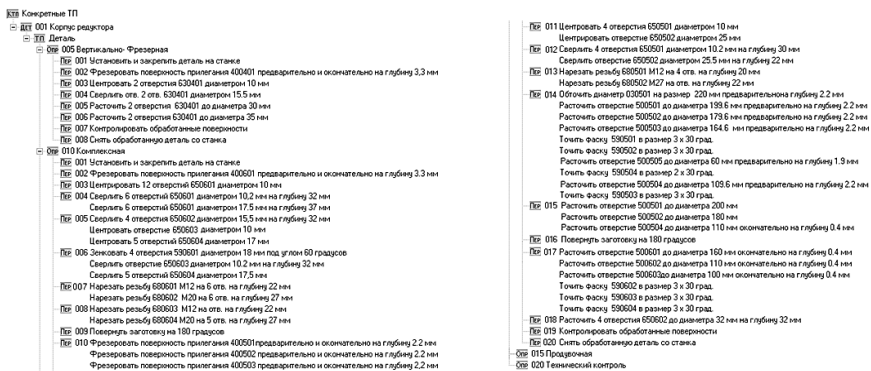 КТВ Конкретные ТП
ДЕТ 001 Корпус редуктора
ТП Деталь
Опр 005 Вертикально- Фрезерная
Пер 001 Установить и закрепить деталь на станке
Пер 002 Фрезеровать поверхность прилегания 400401 предварительно и окончательно на глубину 3,3 мм
Пер 003 Центровать 2 отверстия 630401 диаметром 10 мм
Пер 004 Сверлить отв. 2 отв. 630401 диаметром 15.5 мм
Пер 005 Расточить 2 отверстия 630401 до диаметра 30 мм
Пер 006 Расточить 2 отверстия 630401 до диаметра 35 мм
Пер 007 Контролировать обработанные поверхности
Пер 008 Снять обработанную деталь со станка
Опр 010 Комплексная
Пер 001 Установить и закрепить деталь на станке
Пер 002 Фрезеровать поверхность прилегания 400601 предварительно и окончательно на глубину 3.3 мм
Пер 003 Центрировать 12 отверстий 650601 диаметром 10 мм
Пер 004 Сверлить 6 отверстий 650601 диаметром 10,2 мм на глубину 32 мм
Сверлить 6 отверстий 650601 диаметром 17.5 мм на глубину 37 мм
Пер 005 Сверлить 4 отверстия 650602 диаметром 15,5 мм на глубину 32 мм
Центровать отверстие 650603 диаметром 10 мм
Центровать 5 отверстий 650604 диаметром 17 мм
Пер 006 Зенковать 4 отверстия 590601 диаметром 18 мм под углом 60 градусов
Сверлить отверстие 650603 диаметром 10.2 мм на глубину 32 мм
Сверлить 5 отверстий 650604 диаметром 17,5 мм
Пер 007 Нарезать резьбу 680601 М12 на 6 отв. на глубину 22 мм
Нарезать резьбу 680602 М20 на 6 отв. на глубину 27 мм
Пер 008 Нарезать резьбу 680603 М12 на отв. на глубину 22 мм
Нарезать резьбу 680604 М20 на 5 отв. на глубину 27 мм
Пер 009 Повернуть заготовку на 180 градусов
Пер 010 Фрезеровать поверхность прилегания 400501предварительно и окончательно на глубину 2.2 мм
Фрезеровать поверхность прилегания 400502 предварительно и окончательно на глубину 2.2 мм
Фрезеровать поверхность прилегания 400503 предварительно и окончательно на глубину 2,2 мм
Пер 011 Центровать 4 отверстия 650501 диаметром 10 мм
Центрировать отверстие 650502 диаметром 25 мм
Пер 012 Сверлить 4 отверстия 650501 диаметром 10.2 мм на глубину 30 мм
Сверлить отверстие 650502 диаметром 25.5 мм на глубину 22 мм
Пер 013 Нарезать резьбу 680501 М12 на 4 отв. на глубину 20 мм
Нарезать резьбу 680502 М27 на отв. на глубину 22 мм
Пер 014 Обточить диаметр 030501 на размер 220 мм предварительнона глубину 2.2 мм
Расточить отверстие 500501 до диаметра 199.6 мм предварительно на глубину 2.2 мм
Расточить отверстие 500502 до диаметра 179.6 мм предварительно на глубину 2.2 мм
Расточить отверстие 500503 до диаметра 164.6 мм предварительно на глубину 2.2 мм
Точить фаску 590501 в размер 3 х 30 град.
Точить фаску 590502 в размер 3 х 30 град.
Расточить отверстие 500505 до диаметра 60 мм предварительно на глубину 1.9 мм
Точить фаску 590504 в размер 2 х 30 град.
Расточить отверстие 500504 до диаметра 109.6 мм предварительно на глубину 2.2 мм
Точить фаску 590503 в размер 3 х 30 град.
Пер 015 Расточить отверстие 500501 до диаметра 200 мм
Расточить отверстие 500502 до диаметра 180 мм
Расточить отверстие 500504 до диаметра 110 мм окончательно на глубину 0.4 мм
Пер 016 Повернуть заготовку на 180 градусов
Пер 017 Расточить отверстие 500601 до диаметра 160 мм окончательно на глубину 0.4 мм
Расточить отверстие 500602 до диаметра 110 мм окончательно на глубину 0.4 мм
Расточить отверстие 500603до диаметра 100 мм окончательно на глубину 0.4 мм
Точить фаску 590602 в размер 3 х 30 град.
Точить фаску 590603 в размер 3 х 30 град.
Точить фаску 590604 в размер 3 х 30 град.
Пер 018 Расточить 4 отверстия 650602 до диаметра 32 мм на глубину 32 мм
Пер 019 Контролировать обработанные поверхности
Пер 020 Снять обработанную деталь со станка
Опр 015 Продувочная
Опр 020 Технический контроль